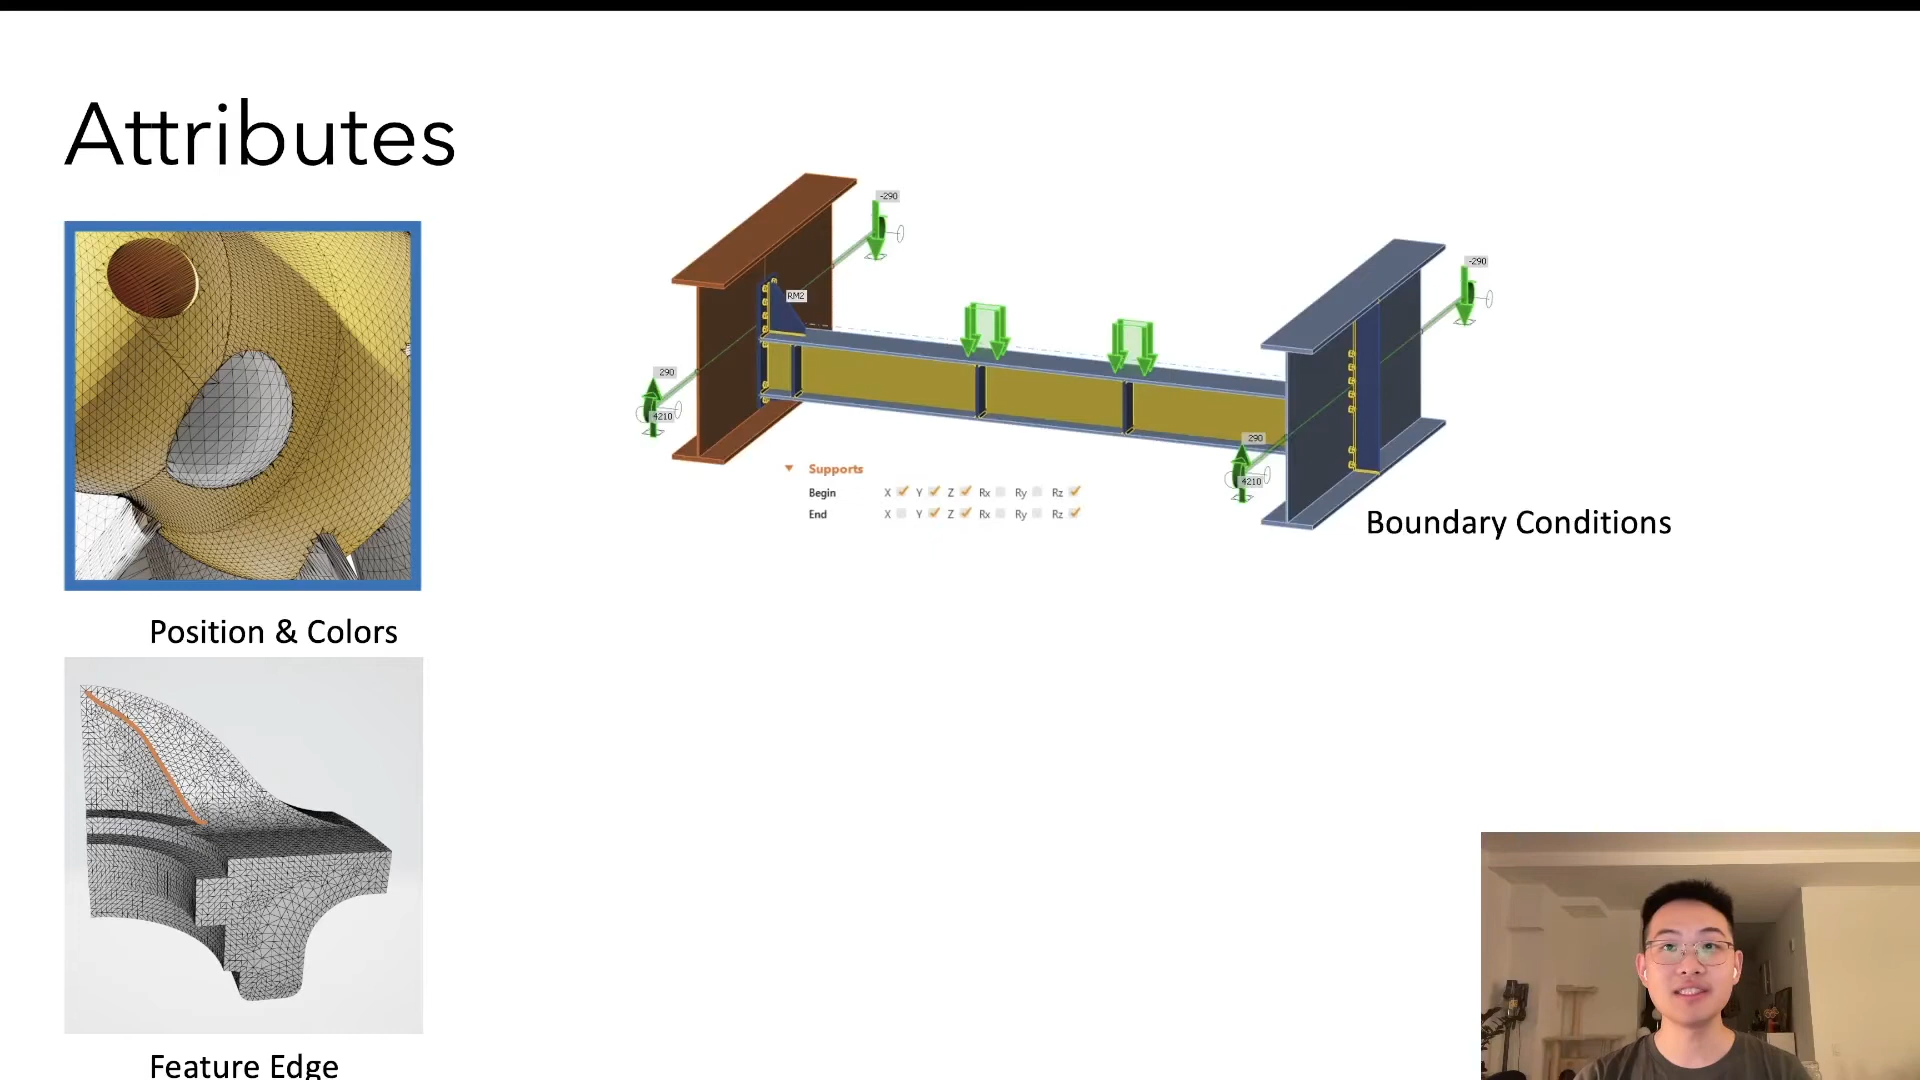 Attributes
-290
-290
RM2
290
4210
290
4210
Supports
Begin X Y Z Rx Ry Rz
End X Y Z Rx Ry Rz
Boundary Conditions
Position & Colors
Feature Edge